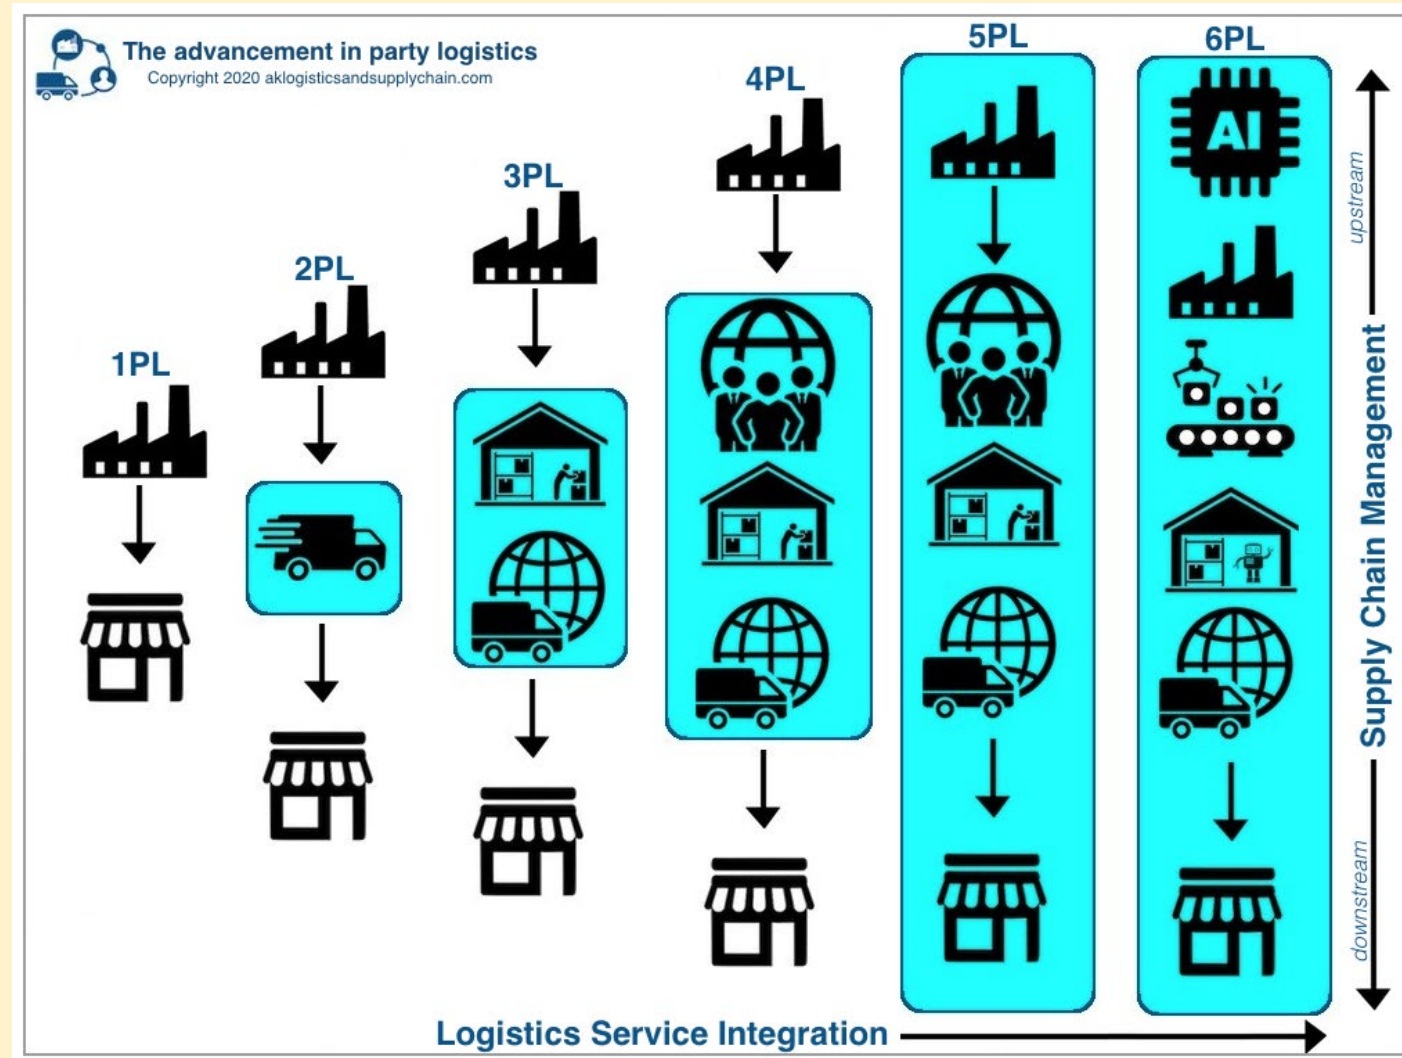 The advancement in party logistics
Copyright 2020 aklogisticsandsupplychain.com
1PL
2PL
3PL
4PL
5PL
6PL
AI
upstream
Supply Chain Management
downstream
Logistics Service Integration